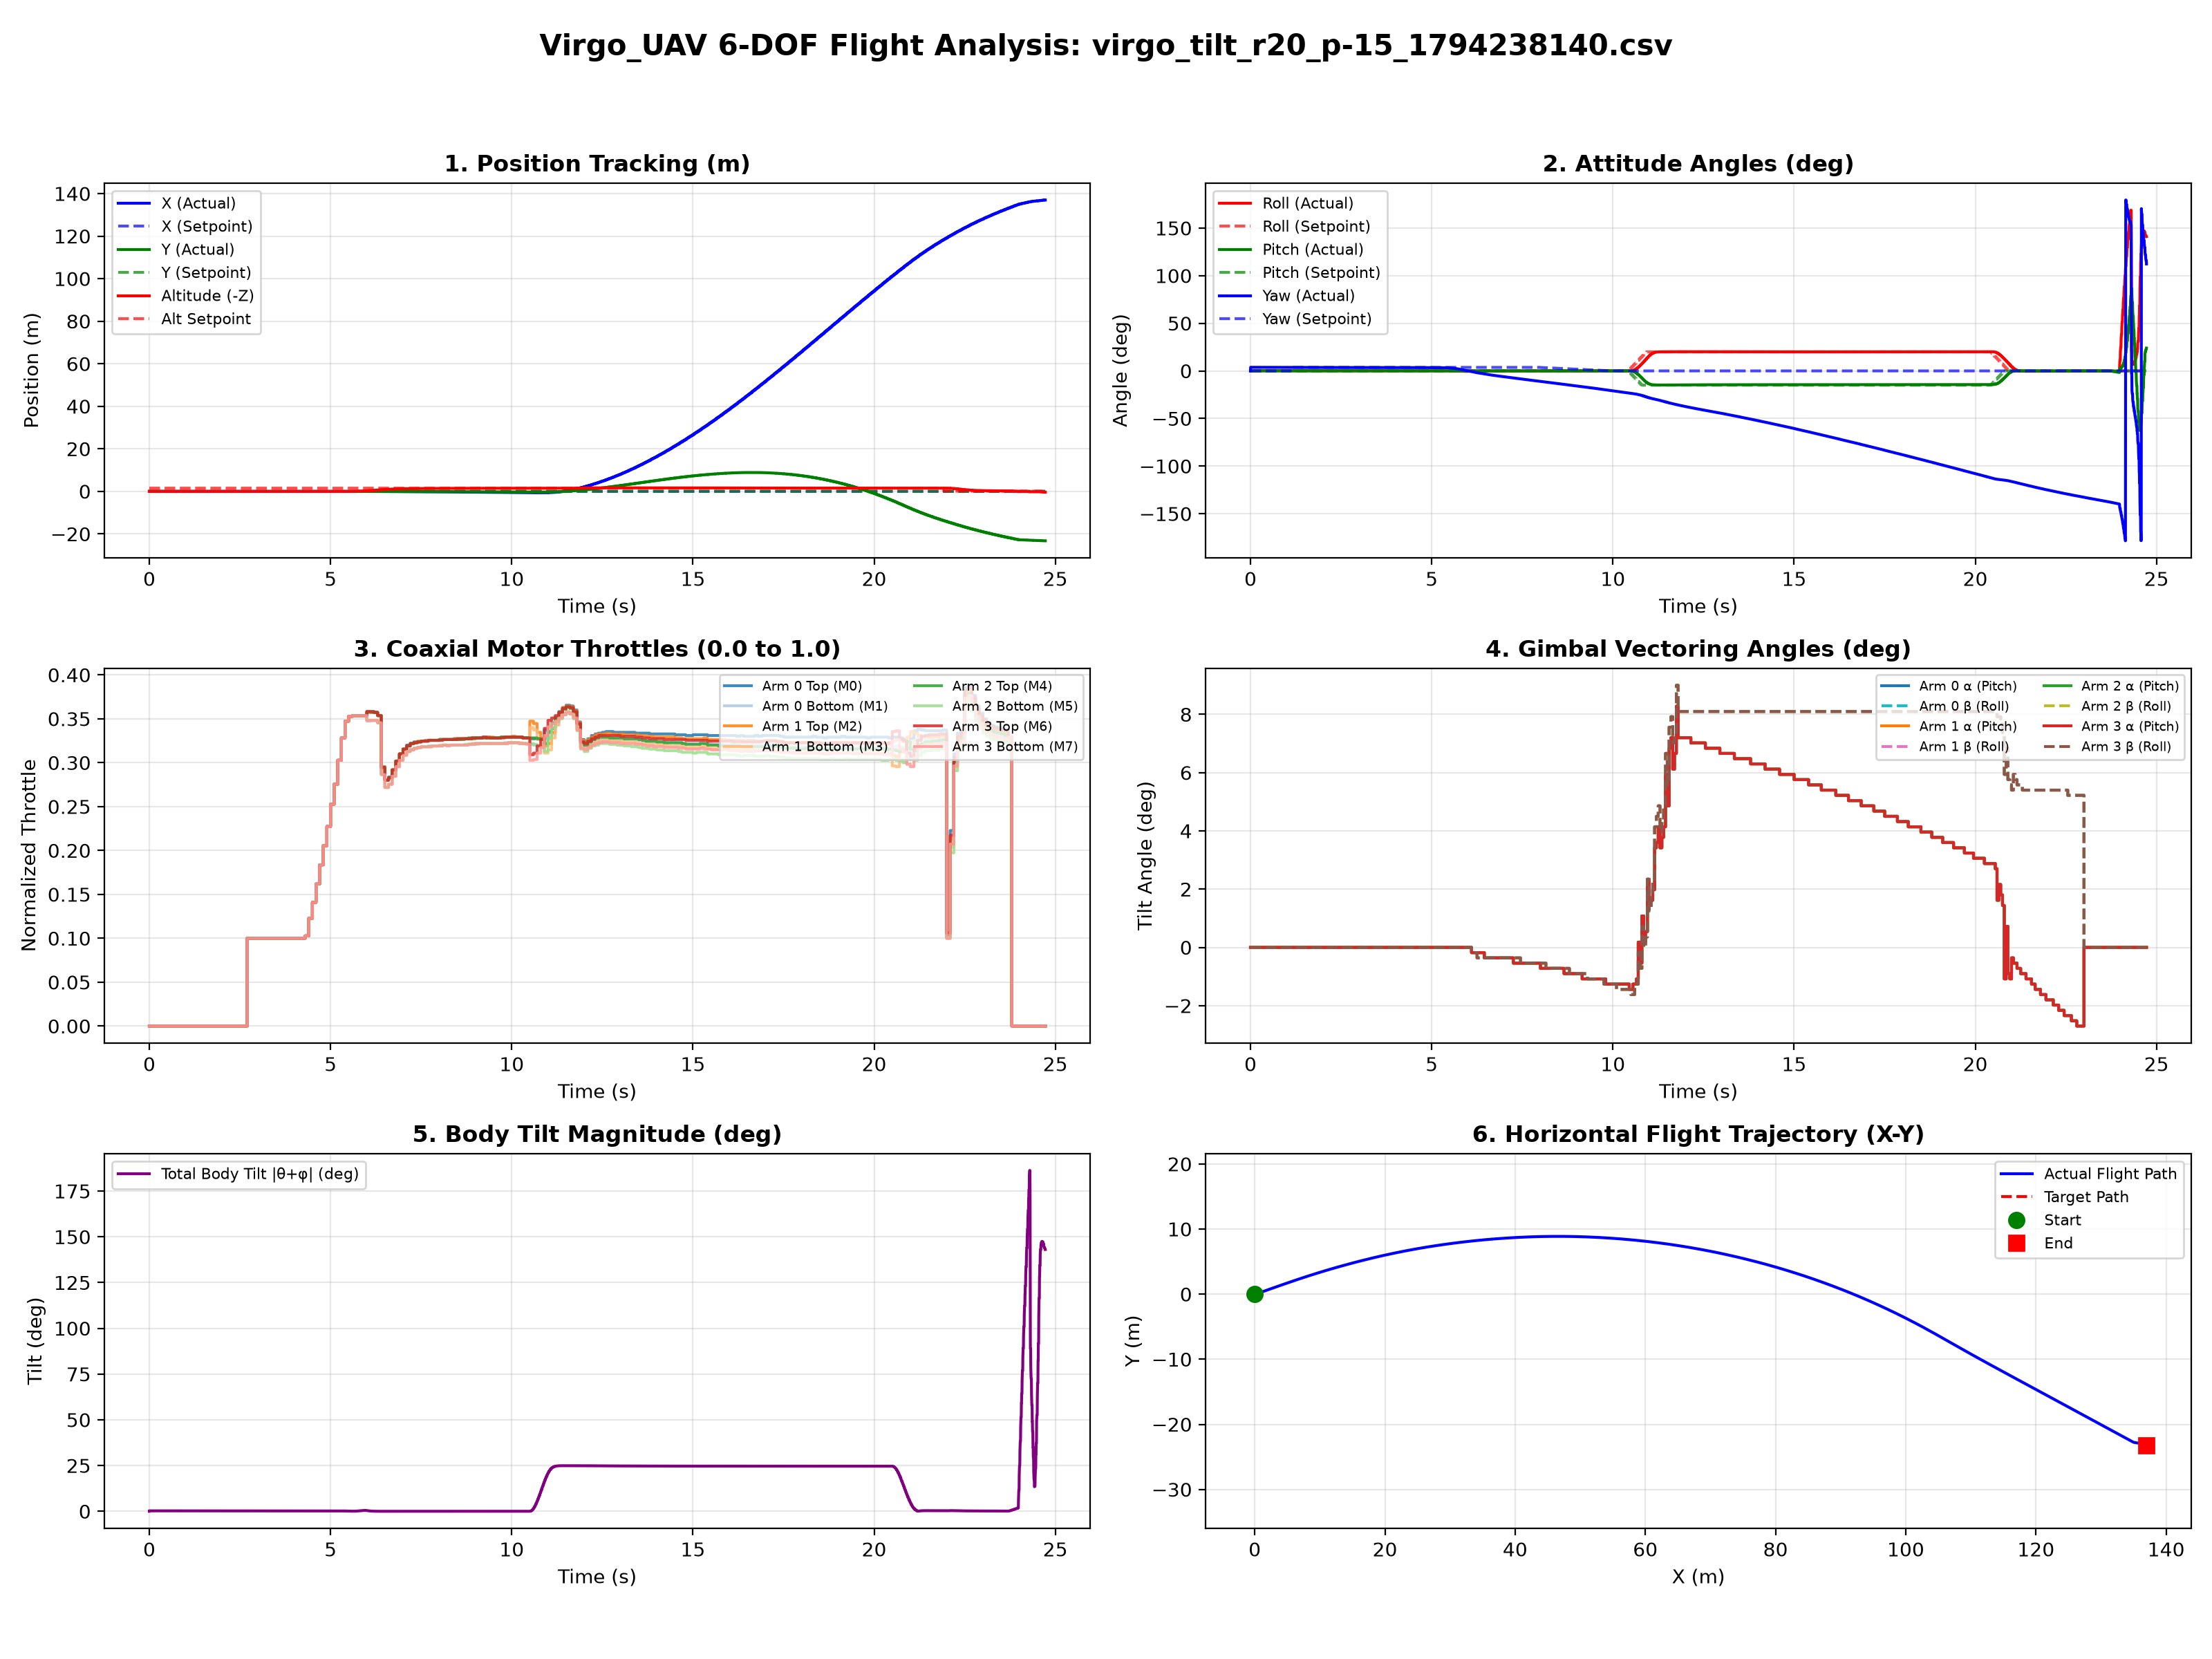 Virgo_UAV 6-DOF Flight Analysis: virgo_tilt_r20_p-15_1794238140.csv
1. Position Tracking (m)
140
120
100
80
60
40
20
0
−20
Position (m)
X (Actual)
X (Setpoint)
Y (Actual)
Y (Setpoint)
Altitude (-Z)
Alt Setpoint
0 5 10 15 20 25
Time (s)
2. Attitude Angles (deg)
150
100
50
0
−50
−100
−150
Angle (deg)
Roll (Actual)
Roll (Setpoint)
Pitch (Actual)
Pitch (Setpoint)
Yaw (Actual)
Yaw (Setpoint)
0 5 10 15 20 25
Time (s)
3. Coaxial Motor Throttles (0.0 to 1.0)
0.40
0.35
0.30
0.25
0.20
0.15
0.10
0.05
0.00
Normalized Throttle
Arm 0 Top (M0)
Arm 0 Bottom (M1)
Arm 1 Top (M2)
Arm 1 Bottom (M3)
Arm 2 Top (M4)
Arm 2 Bottom (M5)
Arm 3 Top (M6)
Arm 3 Bottom (M7)
0 5 10 15 20 25
Time (s)
4. Gimbal Vectoring Angles (deg)
8
6
4
2
0
−2
Tilt Angle (deg)
Arm 0 α (Pitch)
Arm 0 β (Roll)
Arm 1 α (Pitch)
Arm 1 β (Roll)
Arm 2 α (Pitch)
Arm 2 β (Roll)
Arm 3 α (Pitch)
Arm 3 β (Roll)
0 5 10 15 20 25
Time (s)
5. Body Tilt Magnitude (deg)
175
150
125
100
75
50
25
0
Tilt (deg)
Total Body Tilt |θ+φ| (deg)
0 5 10 15 20 25
Time (s)
6. Horizontal Flight Trajectory (X-Y)
20
10
0
−10
−20
−30
Y (m)
Actual Flight Path
Target Path
Start
End
0 20 40 60 80 100 120 140
X (m)